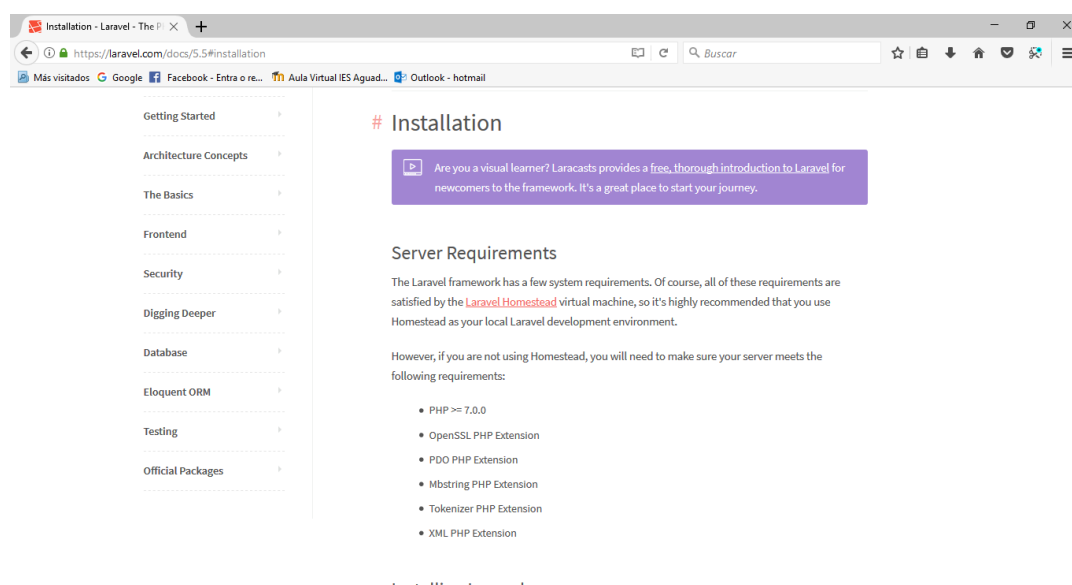 Installation - Laravel - The P
https://laravel.com/docs/5.5#installation
Buscar
Más visitados
Google
Facebook - Entra o re...
Aula Virtual IES Aguad...
Outlook - hotmail
Getting Started
Architecture Concepts
The Basics
Frontend
Security
Digging Deeper
Database
Eloquent ORM
Testing
Official Packages
# Installation
Are you a visual learner? Laracasts provides a free, thorough introduction to Laravel for
newcomers to the framework. It's a great place to start your journey.
Server Requirements
The Laravel framework has a few system requirements. Of course, all of these requirements are
satisfied by the Laravel Homestead virtual machine, so it's highly recommended that you use
Homestead as your local Laravel development environment.
However, if you are not using Homestead, you will need to make sure your server meets the
following requirements:
• PHP >= 7.0.0
• OpenSSL PHP Extension
• PDO PHP Extension
• Mbstring PHP Extension
• Tokenizer PHP Extension
• XML PHP Extension